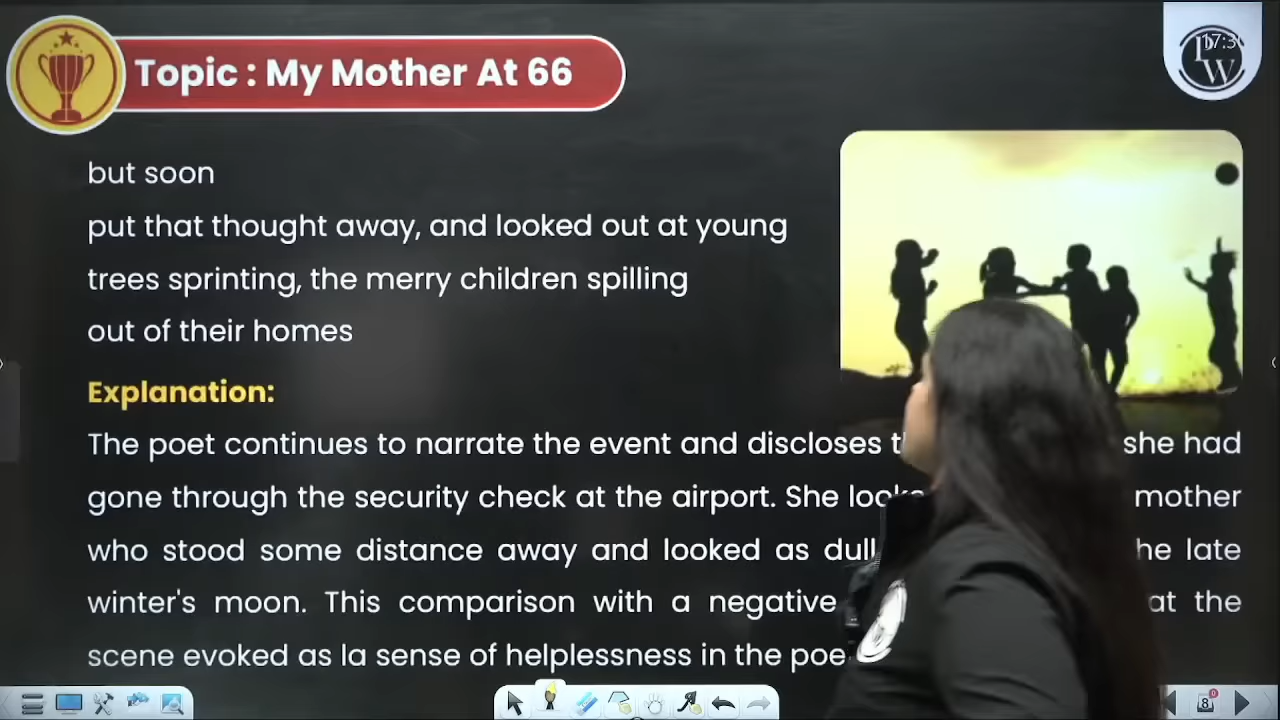 Topic : My Mother At 66
17:3
W
but soon
put that thought away, and looked out at young
trees sprinting, the merry children spilling
out of their homes
Explanation:
The poet continues to narrate the event and discloses she had
gone through the security check at the airport. She mother
who stood some distance away and looked as dull late
winter's moon. This comparison with a negative at the
scene evoked as la sense of helplessness in the
8